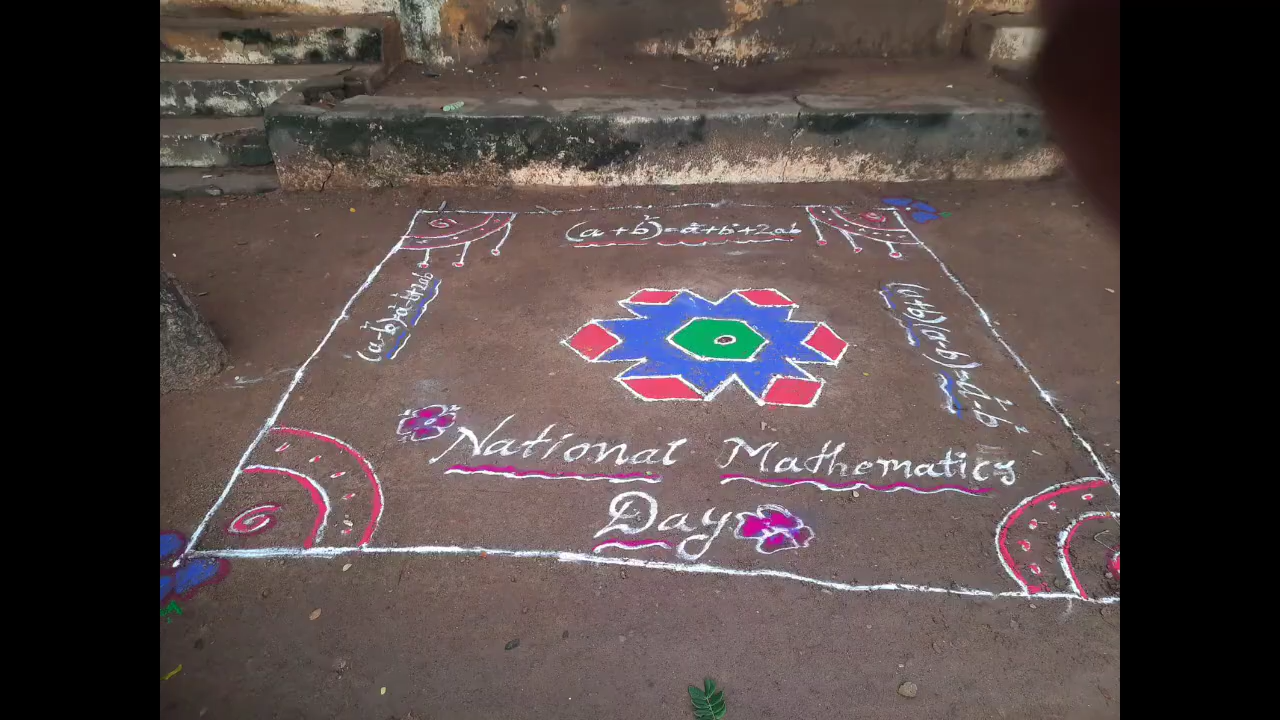 (a+b)²=a²+b²+2ab
(a-b)²=a²-b²+2ab
(a+b)(a-b)=a²-b²
National Mathematics
Day